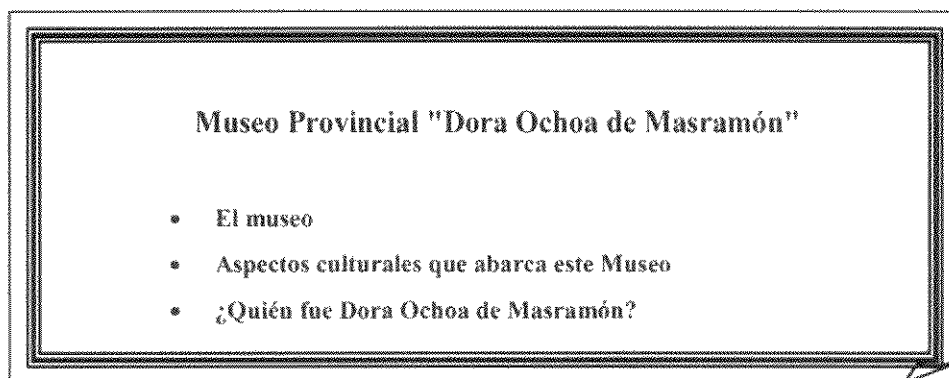 Museo Provincial "Dora Ochoa de Masramón"
• El museo
• Aspectos culturales que abarca este Museo
• ¿Quién fue Dora Ochoa de Masramón?